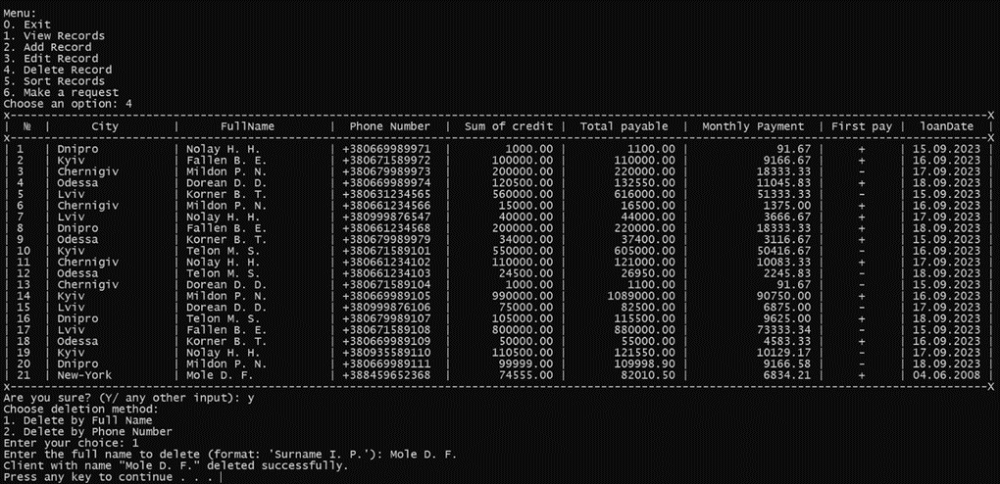 Menu:
0. Exit
1. View Records
2. Add Record
3. Edit Record
4. Delete Record
5. Sort Records
6. Make a request
Choose an option: 4
X-----------------------------------------------------------------------------------------------------------------------------------------------X
| № | City | FullName | Phone Number | Sum of credit | Total payable | Monthly Payment | First pay | loanDate |
X-----------------------------------------------------------------------------------------------------------------------------------------------X
| 1 | Dnipro | Nolay H. H. | +380669989971 | 1000.00 | 1100.00 | 91.67 | + | 15.09.2023 |
| 2 | Kyiv | Fallen B. E. | +380671589972 | 100000.00 | 110000.00 | 9166.67 | + | 16.09.2023 |
| 3 | Chernigiv | Mildon P. N. | +380679989973 | 200000.00 | 220000.00 | 18333.33 | - | 17.09.2023 |
| 4 | Odessa | Dorean D. D. | +380669989974 | 120500.00 | 132550.00 | 11045.83 | + | 18.09.2023 |
| 5 | Lviv | Korner B. T. | +380631234565 | 560000.00 | 616000.00 | 51333.33 | - | 15.09.2023 |
| 6 | Chernigiv | Mildon P. N. | +380661234566 | 15000.00 | 16500.00 | 1375.00 | + | 16.09.2023 |
| 7 | Lviv | Nolay H. H. | +380999876547 | 40000.00 | 44000.00 | 3666.67 | + | 17.09.2023 |
| 8 | Dnipro | Fallen B. E. | +380661234568 | 200000.00 | 220000.00 | 18333.33 | + | 18.09.2023 |
| 9 | Odessa | Korner B. T. | +380679989979 | 34000.00 | 37400.00 | 3116.67 | - | 15.09.2023 |
| 10 | Kyiv | Telon M. S. | +380671589101 | 550000.00 | 605000.00 | 50416.67 | - | 16.09.2023 |
| 11 | Chernigiv | Nolay H. H. | +380661234102 | 110000.00 | 121000.00 | 10083.33 | + | 17.09.2023 |
| 12 | Odessa | Telon M. S. | +380661234103 | 24500.00 | 26950.00 | 2245.83 | - | 18.09.2023 |
| 13 | Chernigiv | Dorean D. D. | +380671589104 | 1000.00 | 1100.00 | 91.67 | - | 15.09.2023 |
| 14 | Kyiv | Mildon P. N. | +380669989105 | 990000.00 | 1089000.00 | 90750.00 | + | 16.09.2023 |
| 15 | Lviv | Dorean D. D. | +380999876106 | 75000.00 | 82500.00 | 6875.00 | - | 17.09.2023 |
| 16 | Dnipro | Telon M. S. | +380679989107 | 105000.00 | 115500.00 | 9625.00 | + | 18.09.2023 |
| 17 | Lviv | Fallen B. E. | +380671589108 | 800000.00 | 880000.00 | 73333.34 | - | 15.09.2023 |
| 18 | Odessa | Korner B. T. | +380669989109 | 50000.00 | 55000.00 | 4583.33 | + | 16.09.2023 |
| 19 | Kyiv | Nolay H. H. | +380935589110 | 110500.00 | 121550.00 | 10129.17 | - | 17.09.2023 |
| 20 | Dnipro | Mildon P. N. | +380669989111 | 99999.00 | 109998.90 | 9166.58 | - | 18.09.2023 |
| 21 | New-York | Mole D. F. | +388459652368 | 74555.00 | 82010.50 | 6834.21 | + | 04.06.2008 |
X-----------------------------------------------------------------------------------------------------------------------------------------------X
Are you sure? (Y/ any other input): y
Choose deletion method:
1. Delete by Full Name
2. Delete by Phone Number
Enter your choice: 1
Enter the full name to delete (format: 'Surname I. P.'): Mole D. F.
Client with name "Mole D. F." deleted successfully.
Press any key to continue . . .